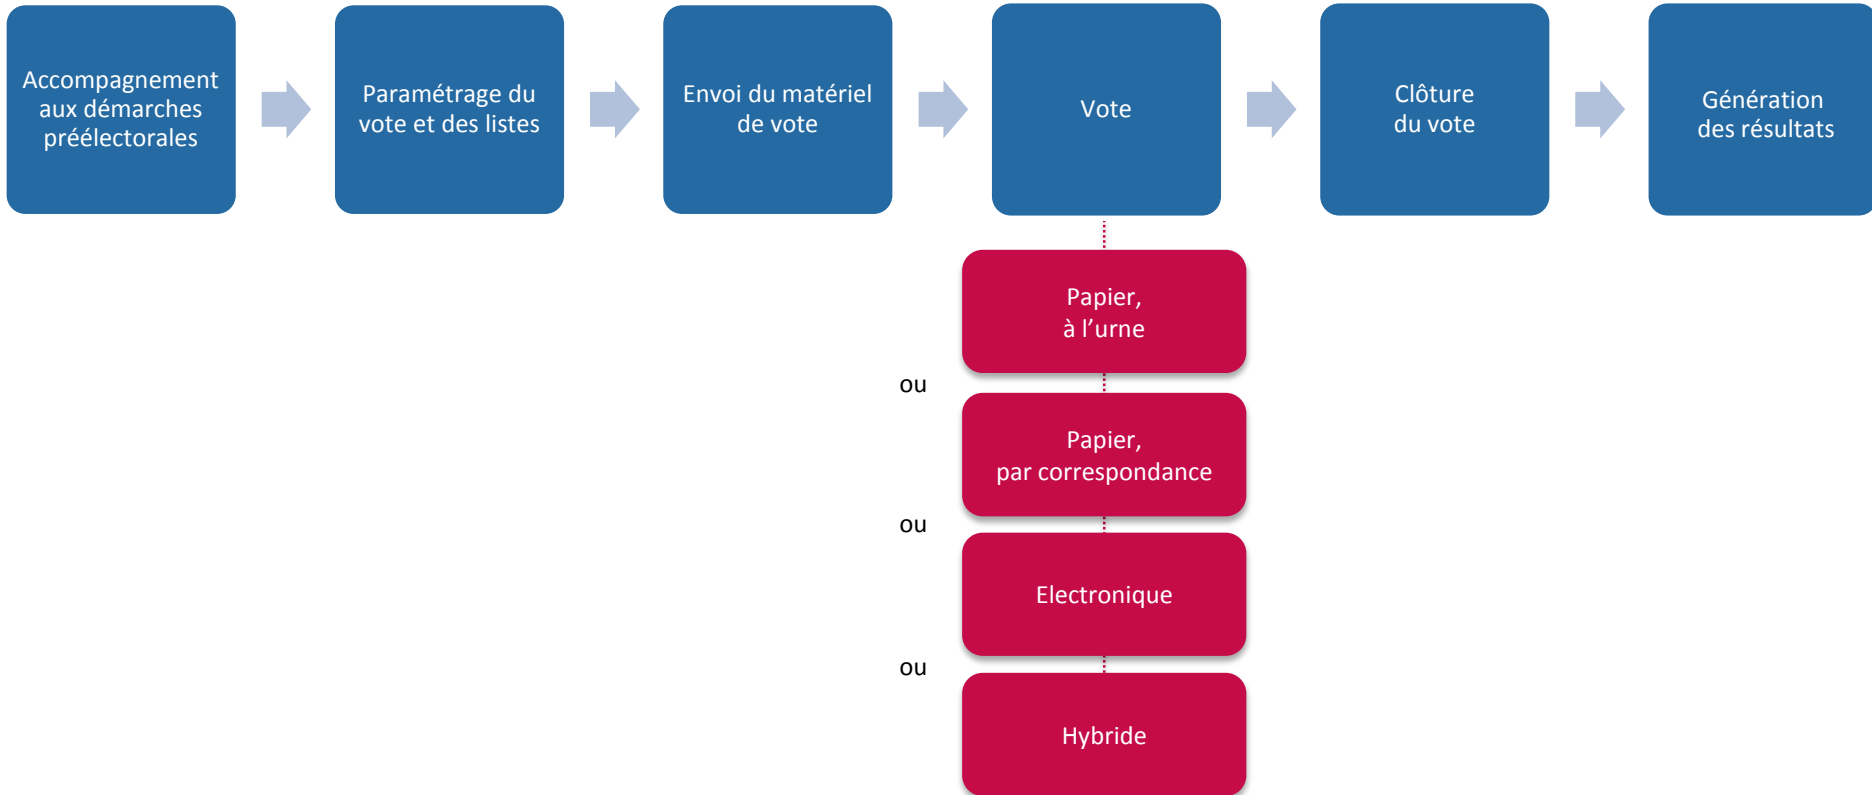 Accompagnement
aux démarches
préélectorales
Paramétrage du
vote et des listes
Envoi du matériel
de vote
Vote
Clôture
du vote
Génération
des résultats
Papier,
à l’urne
ou
Papier,
par correspondance
ou
Electronique
ou
Hybride